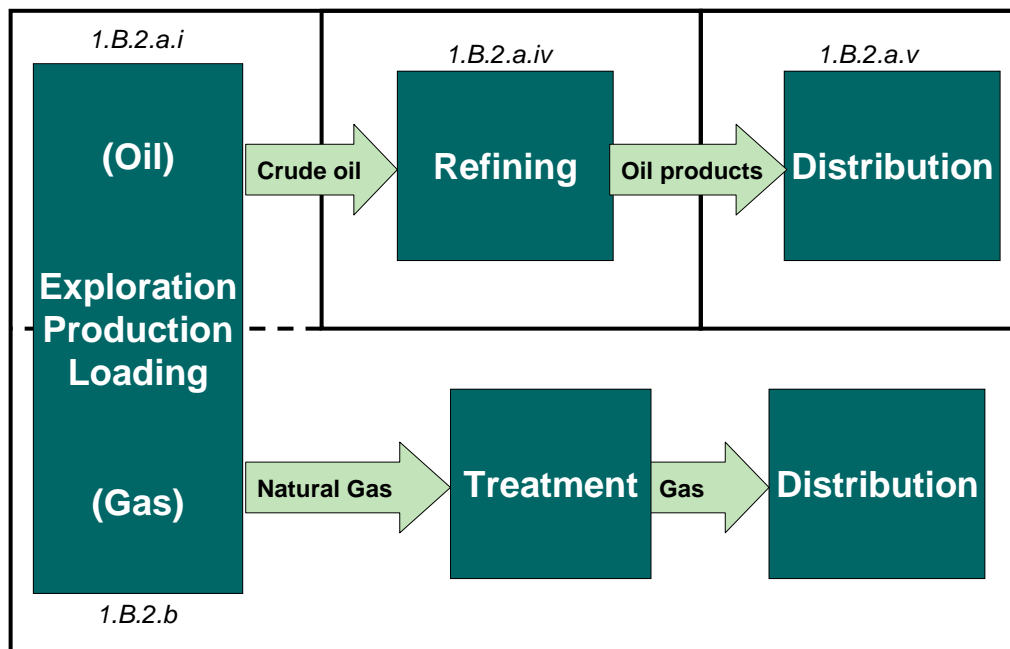 1.B.2.a.i
1.B.2.a.iv
1.B.2.a.v
(Oil)
Crude oil
Refining
Oil products
Distribution
Exploration
Production
Loading
(Gas)
Natural Gas
Treatment
Gas
Distribution
1.B.2.b